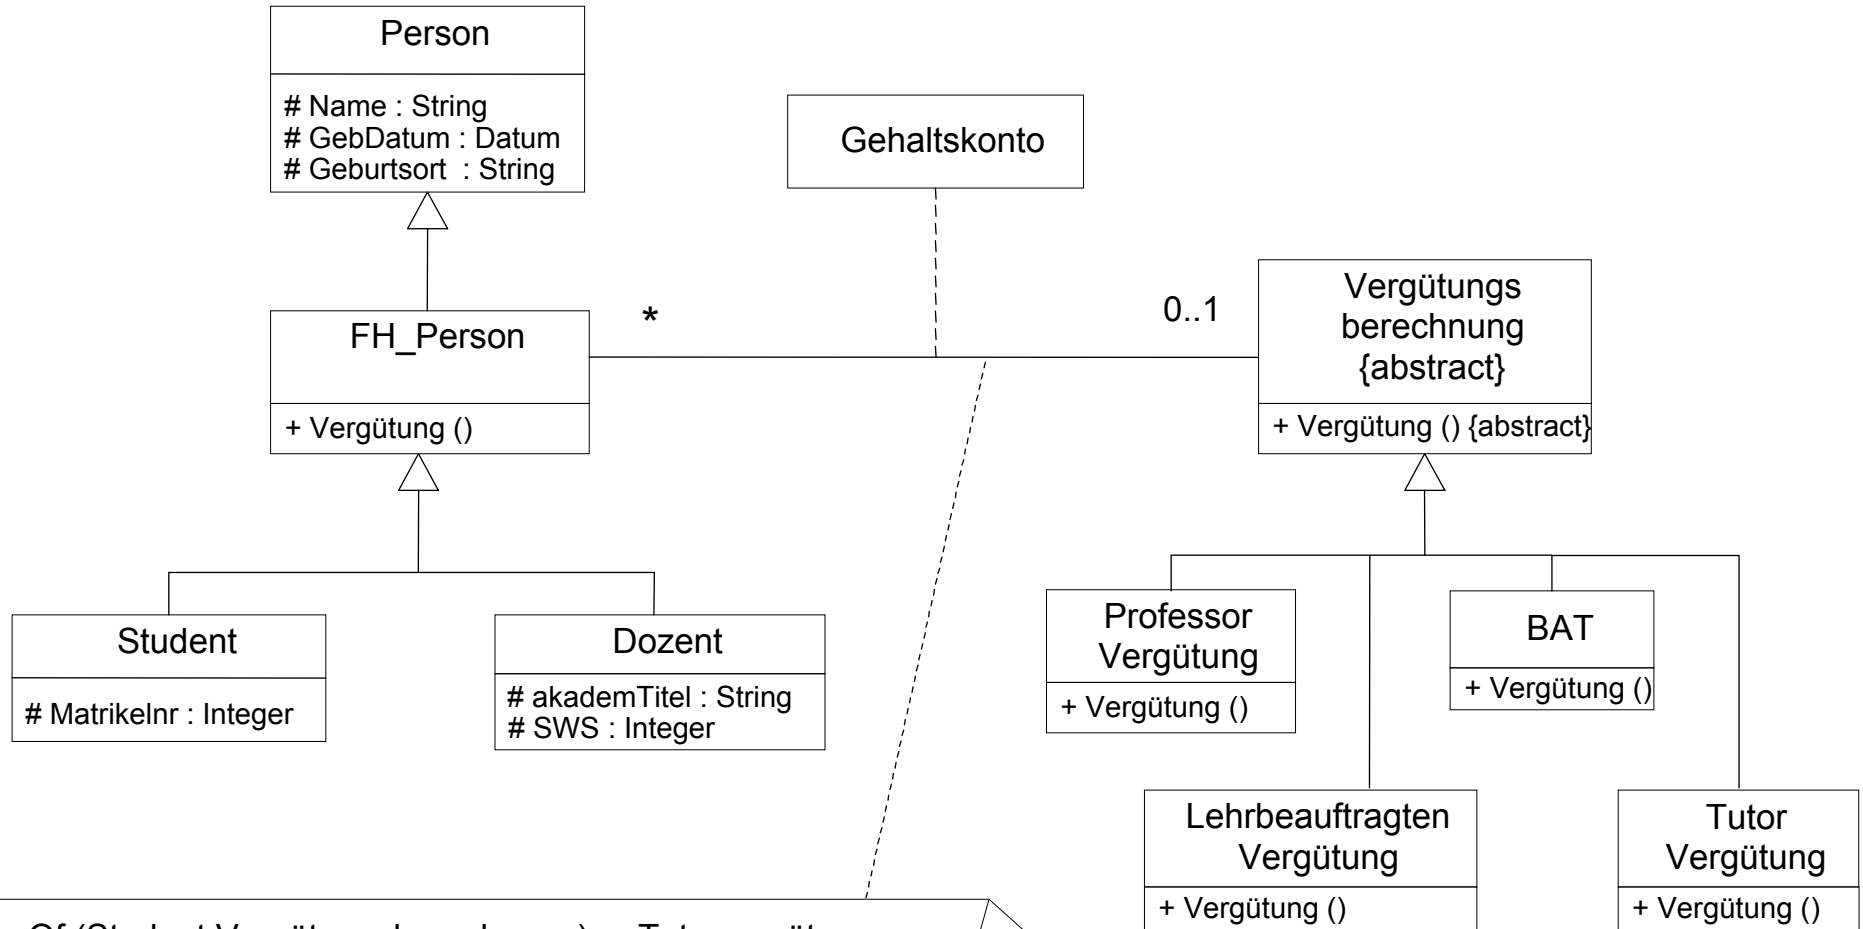 Person
# Name : String
# GebDatum : Datum
# Geburtsort : String
Gehaltskonto
FH_Person
+ Vergütung ()
*
0..1
Vergütungs
berechnung
{abstract}
+ Vergütung () {abstract}
Student
# Matrikelnr : Integer
Dozent
# akademTitel : String
# SWS : Integer
Professor
Vergütung
+ Vergütung ()
BAT
+ Vergütung ()
Lehrbeauftragten
Vergütung
+ Vergütung ()
Tutor
Vergütung
+ Vergütung ()